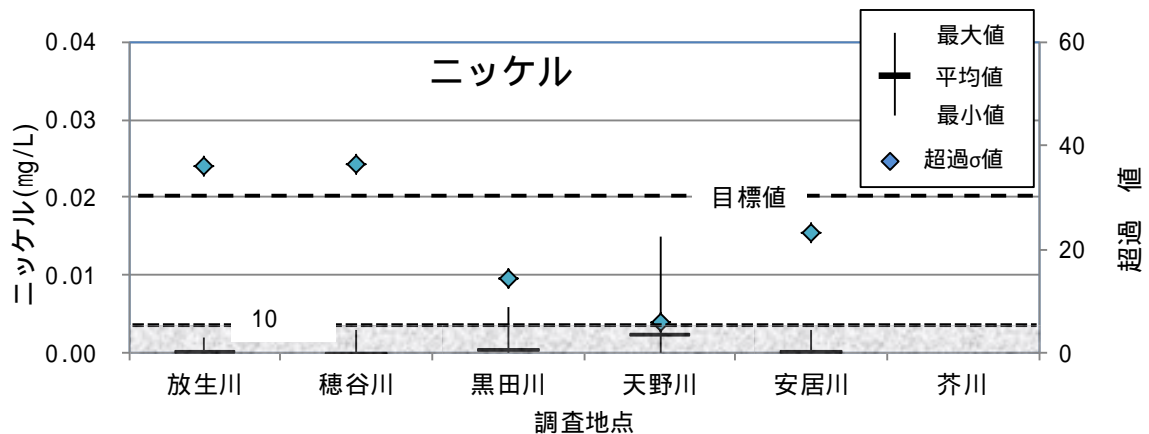 ニッケル
最大値
平均値
最小値
超過σ値
ニッケル(㎎/L)
0.04
0.03
0.02
0.01
0.00
60
40
20
0
超過　値
目標値
10
放生川
穂谷川
黒田川
天野川
安居川
芥川
調査地点